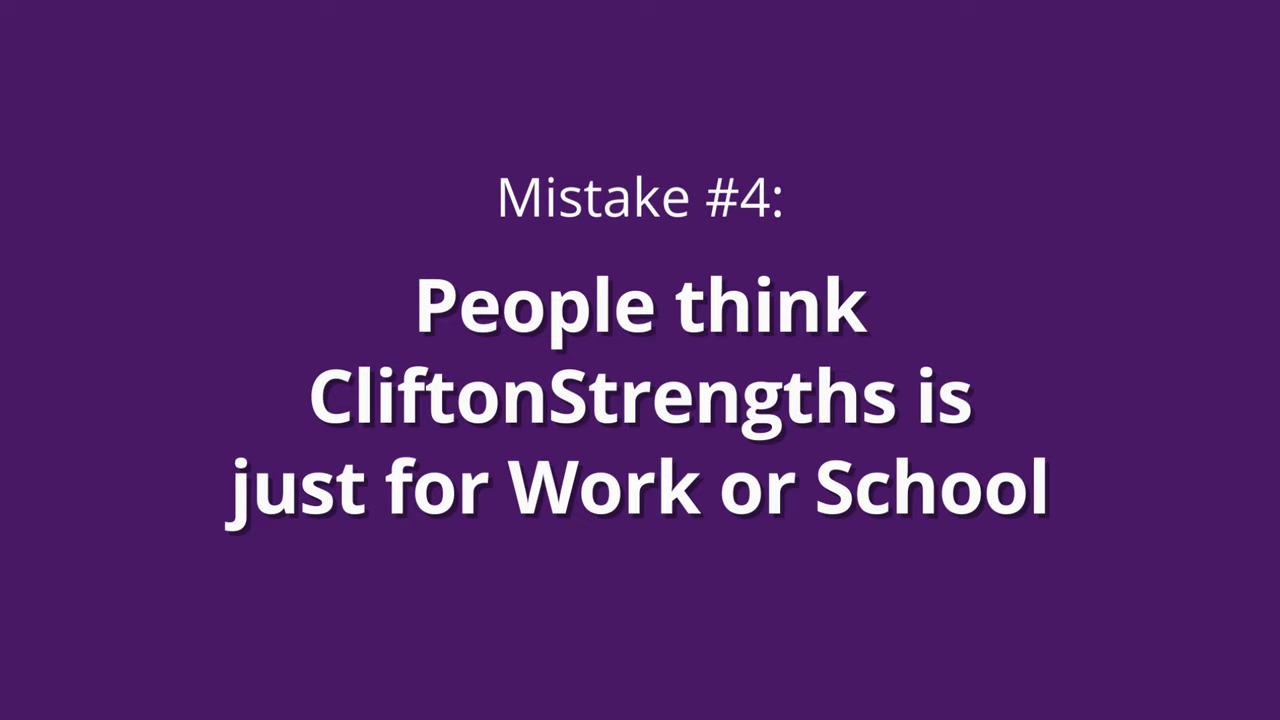 Mistake #4:
People think
CliftonStrengths is
just for Work or School